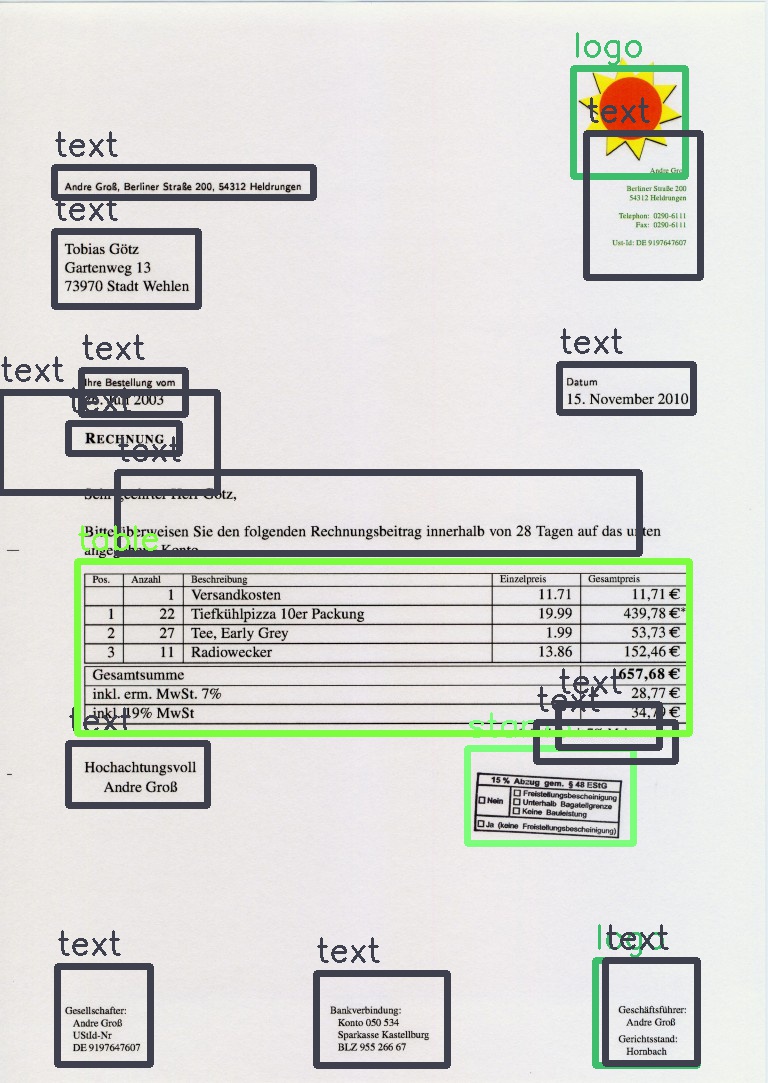 logo
text
Andre Groß
Berliner Straße 200
54312 Heldrungen
Telephon: 0290-6111
Fax: 0290-6111
Ust-Id: DE 9197647607
text
Andre Groß, Berliner Straße 200, 54312 Heldrungen
text
Tobias Götz
Gartenweg 13
73970 Stadt Wehlen
text
Ihre Bestellung vom
Juli 2003
text
Datum
15. November 2010
text
text
RECHNUNG
text
Sehr geehrter Herr Götz,
Bitte überweisen Sie den folgenden Rechnungsbeitrag innerhalb von 28 Tagen auf das unten
angegebene Konto
table
Pos. Anzahl Beschreibung Einzelpreis Gesamtpreis
1 Versandkosten 11.71 11,71 €
1 22 Tiefkühlpizza 10er Packung 19.99 439,78 €*
2 27 Tee, Early Grey 1.99 53,73 €
3 11 Radiowecker 13.86 152,46 €
Gesamtsumme 657,68 €
inkl. erm. MwSt. 7% 28,77 €
inkl. 19% MwSt 34,79 €
text
text
text
Hochachtungsvoll
Andre Groß
15 % Abzug gem. § 48 EStG
Nein
Freistellungsbescheinigung
Unterhalb Bagatellgrenze
Keine Bauleistung
Ja (keine Freistellungsbescheinigung)
text
Gesellschafter:
Andre Groß
UStId-Nr
DE 9197647607
text
Bankverbindung:
Konto 050 534
Sparkasse Kastellburg
BLZ 955 266 67
logo
text
Geschäftsführer:
Andre Groß
Gerichtsstand:
Hornbach